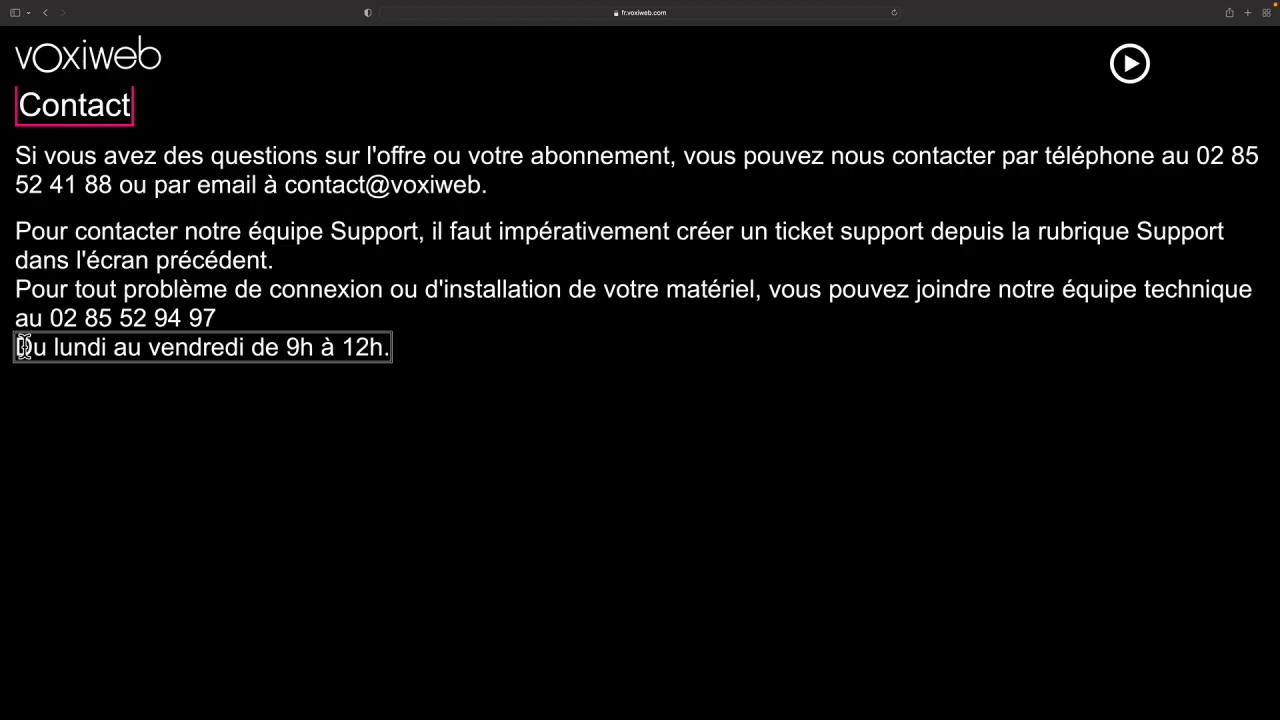 fr.voxiweb.com
voxiweb
Contact
Si vous avez des questions sur l'offre ou votre abonnement, vous pouvez nous contacter par téléphone au 02 85
52 41 88 ou par email à contact@voxiweb.
Pour contacter notre équipe Support, il faut impérativement créer un ticket support depuis la rubrique Support
dans l'écran précédent.
Pour tout problème de connexion ou d'installation de votre matériel, vous pouvez joindre notre équipe technique
au 02 85 52 94 97
Du lundi au vendredi de 9h à 12h.